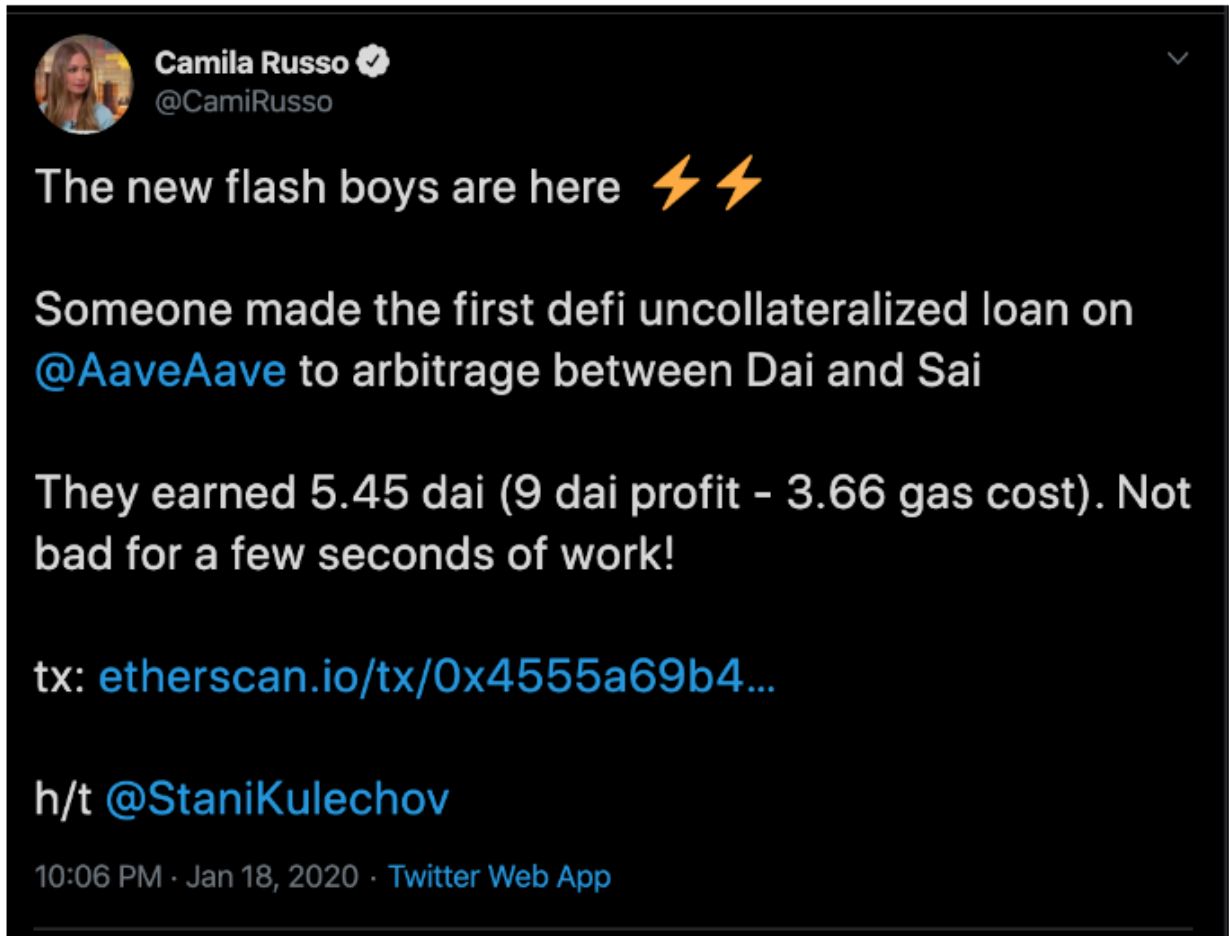 Camila Russo
@CamiRusso
The new flash boys are here ⚡⚡
Someone made the first defi uncollateralized loan on
@AaveAave to arbitrage between Dai and Sai
They earned 5.45 dai (9 dai profit - 3.66 gas cost). Not
bad for a few seconds of work!
tx: etherscan.io/tx/0x4555a69b4...
h/t @StaniKulechov
10:06 PM · Jan 18, 2020 · Twitter Web App